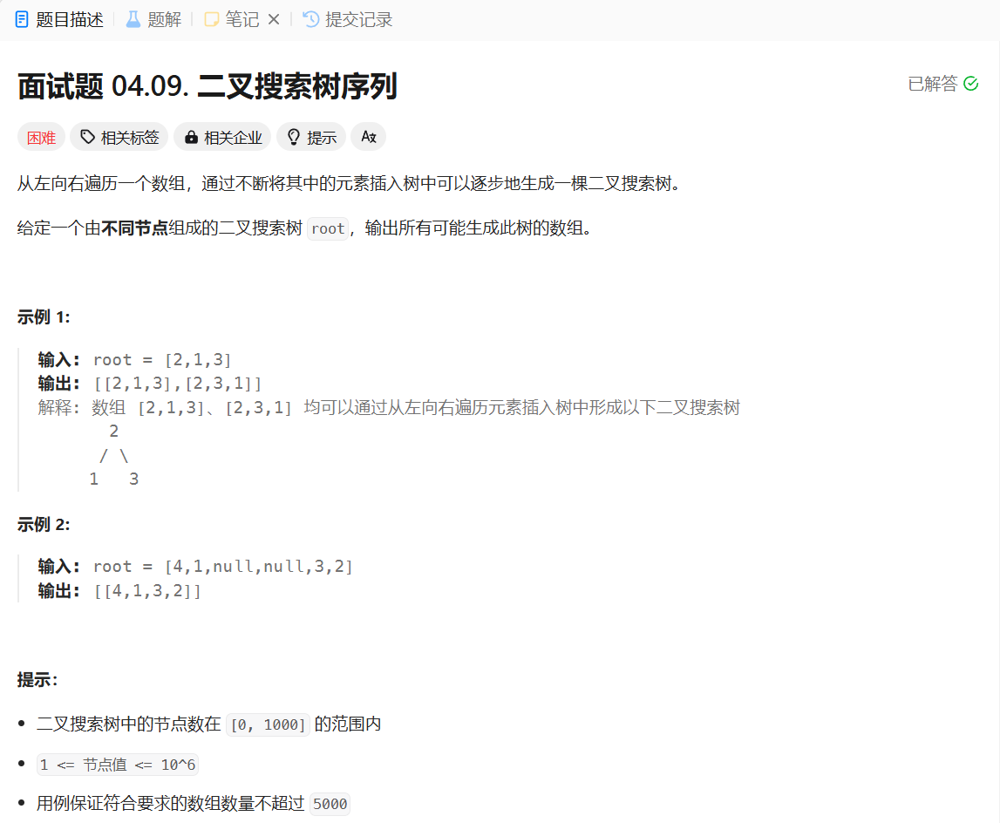 题目描述 题解 笔记 提交记录
面试题 04.09. 二叉搜索树序列
已解答
困难 相关标签 相关企业 提示
从左向右遍历一个数组，通过不断将其中的元素插入树中可以逐步地生成一棵二叉搜索树。
给定一个由不同节点组成的二叉搜索树 root，输出所有可能生成此树的数组。
示例 1:
输入: root = [2,1,3]
输出: [[2,1,3],[2,3,1]]
解释: 数组 [2,1,3]、[2,3,1] 均可以通过从左向右遍历元素插入树中形成以下二叉搜索树
2
/ \
1 3
示例 2:
输入: root = [4,1,null,null,3,2]
输出: [[4,1,3,2]]
提示：
• 二叉搜索树中的节点数在 [0, 1000] 的范围内
• 1 <= 节点值 <= 10^6
• 用例保证符合要求的数组数量不超过 5000